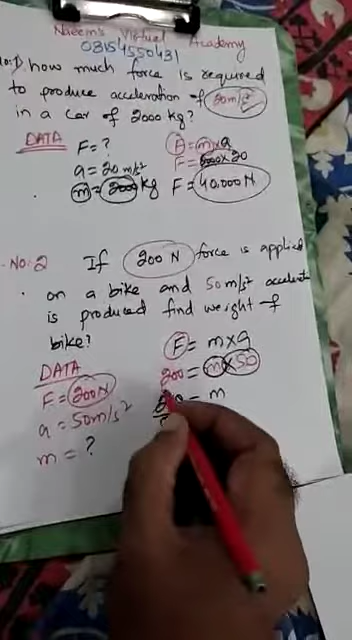 Naeem's Virtual Academy
03154550431
No:1) how much force is required
to produce acceleration of 20m/s²
in a car of 2000 kg?
DATA
F = ?
a = 20 m/s²
m = 2000 kg
F = m×a
F = 2000×20
F = 40,000 N
No:2 If 200 N force is applied
on a bike and 50 m/s² accelerate
is produced find weight of
bike?
DATA
F = 200N
a = 50m/s²
m = ?
F = m×a
200 = m×50
= m